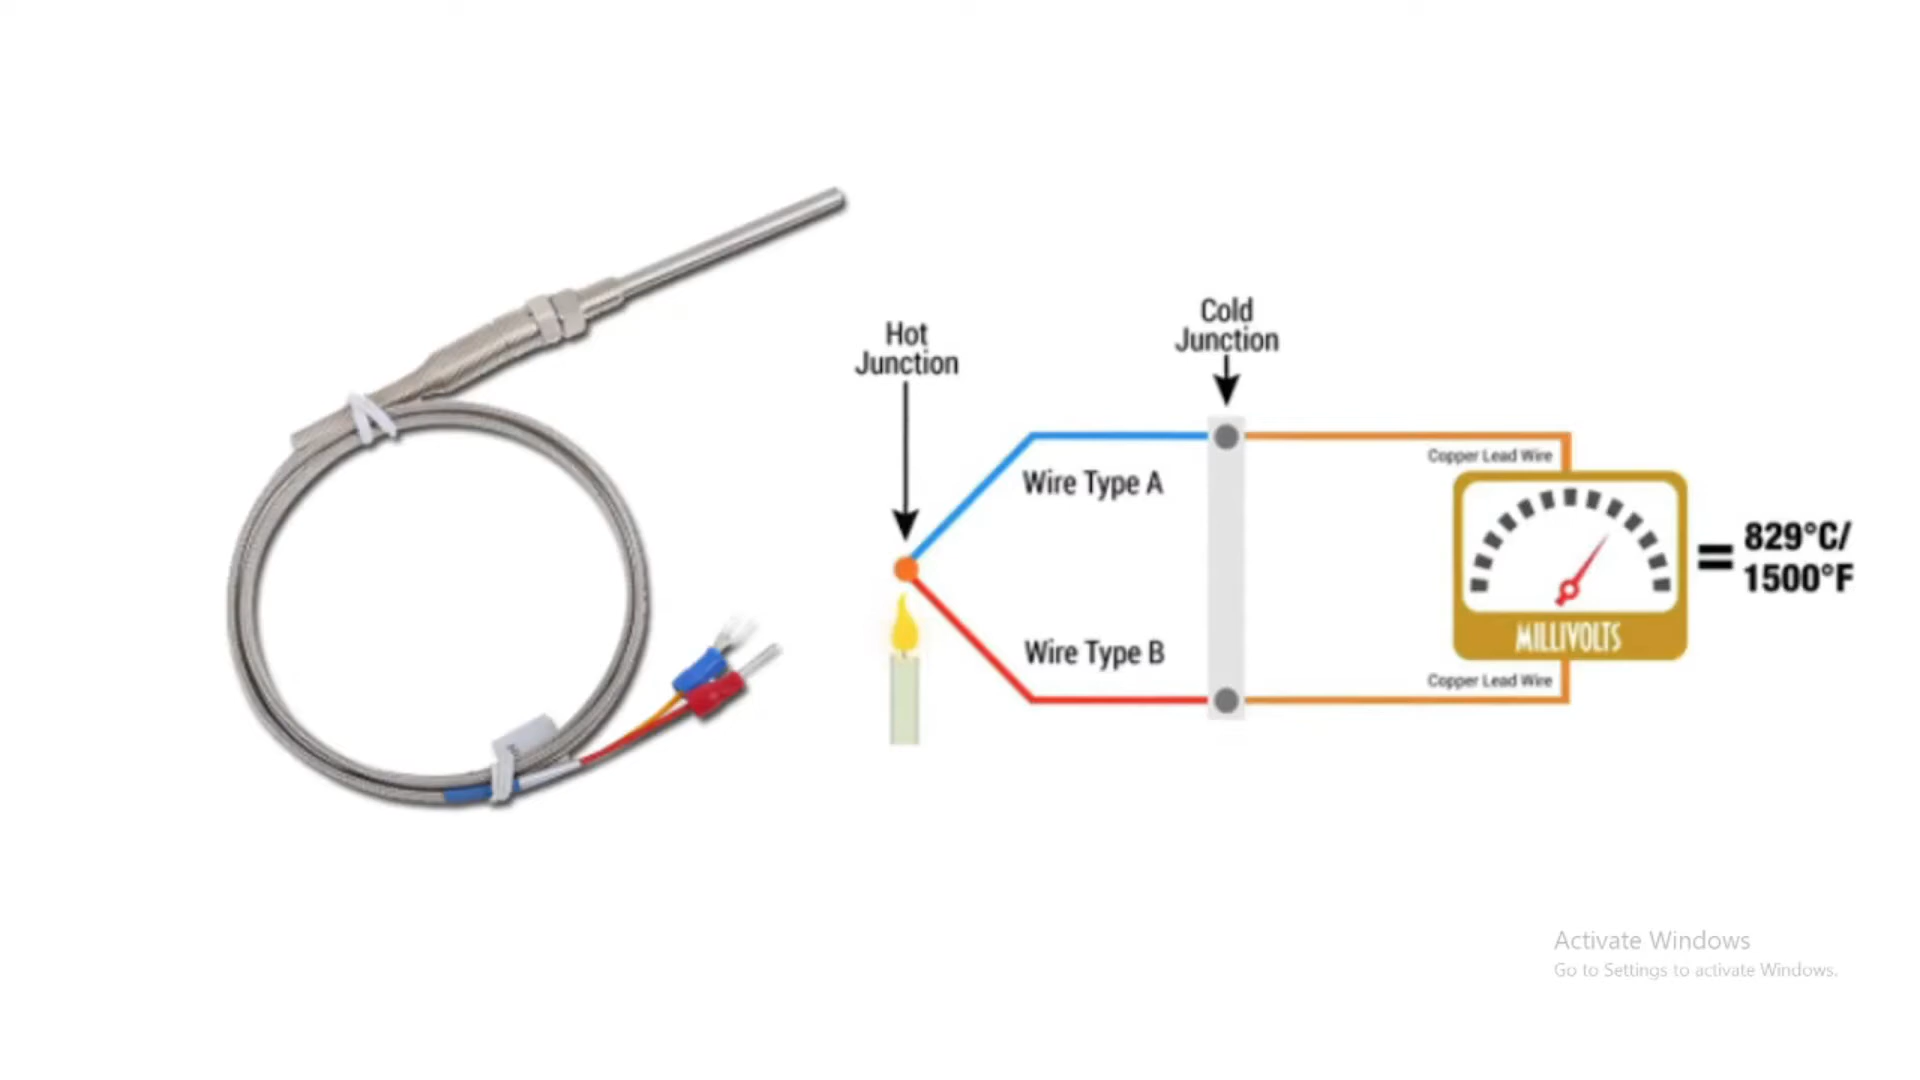 Hot
Junction
Cold
Junction
Wire Type A
Copper Lead Wire
= 829°C/
1500°F
MILLIVOLTS
Wire Type B
Copper Lead Wire
Activate Windows
Go to Settings to activate Windows.